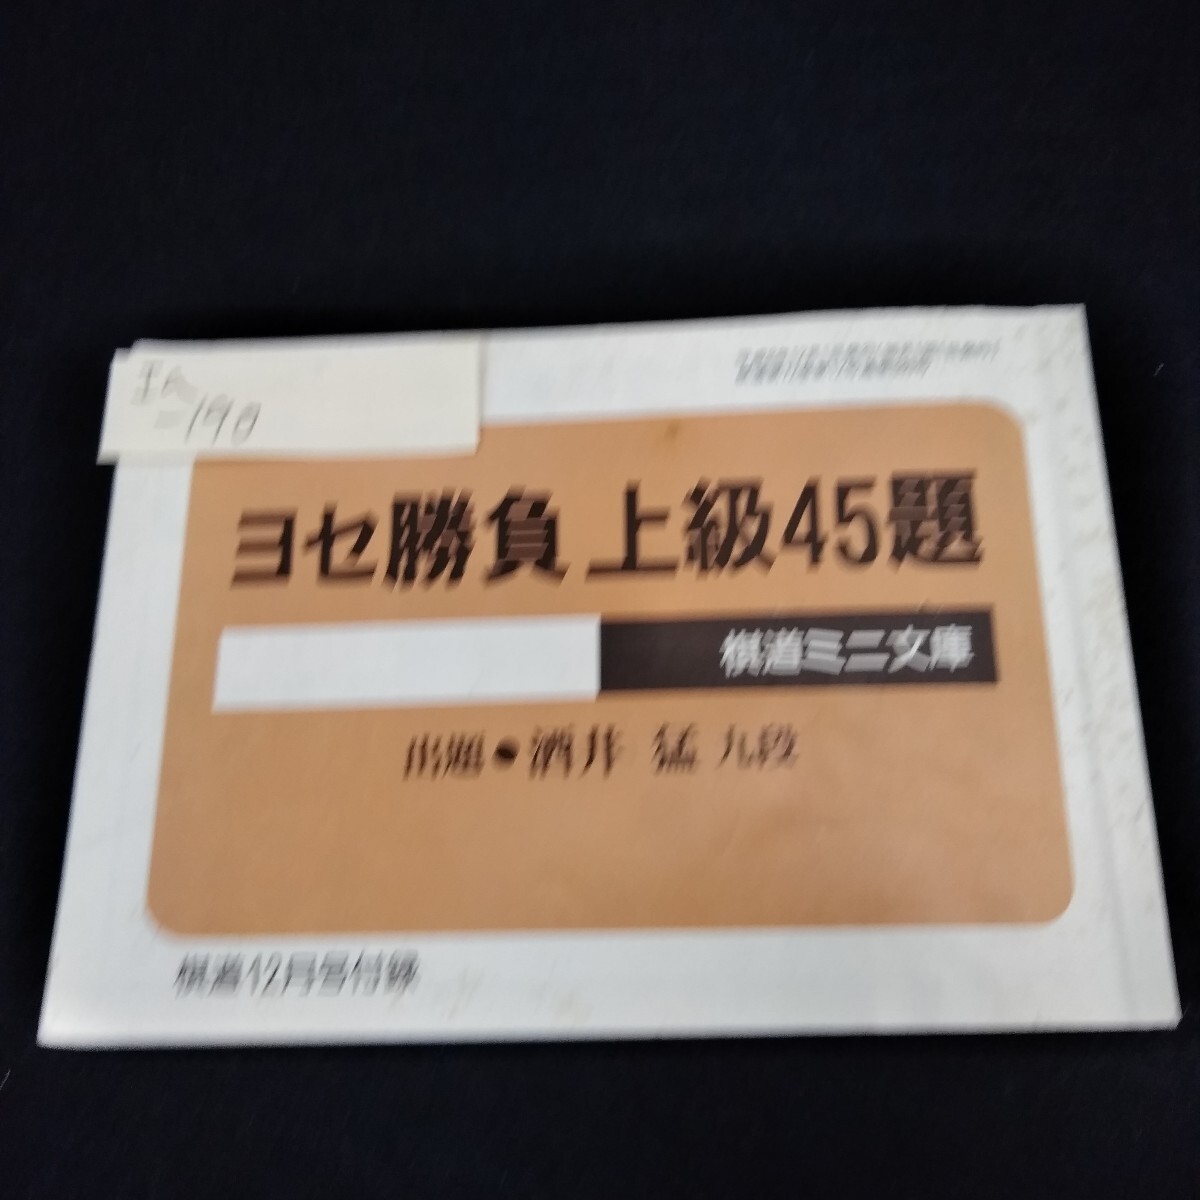 -190
ヨセ勝負 上級45題
棋道ミニ文庫
出題●酒井 猛 九段
棋道12月号付録